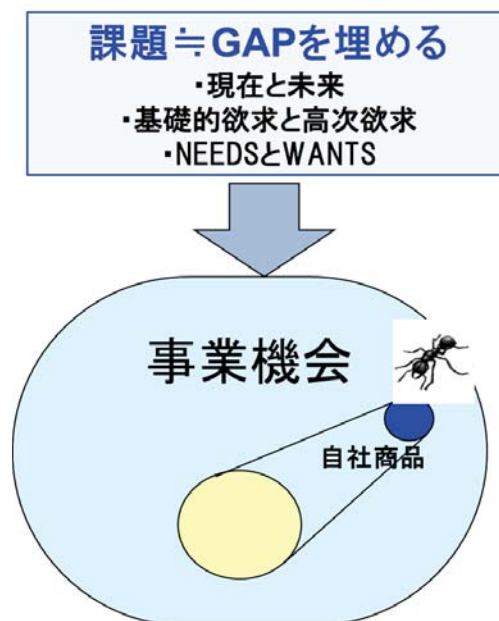 課題≒GAPを埋める
・現在と未来
・基礎的欲求と高次欲求
・NEEDSとWANTS
事業機会
自社商品